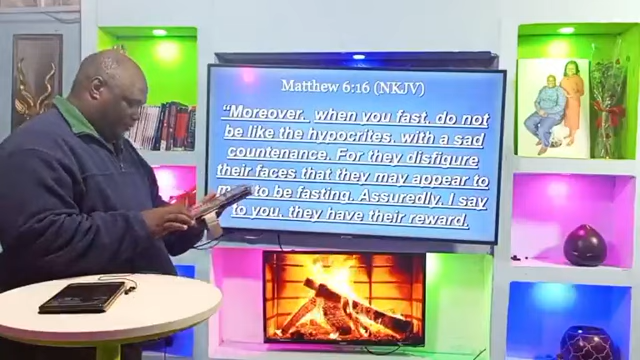 Matthew 6:16 (NKJV)
“Moreover, when you fast, do not
be like the hypocrites, with a sad
countenance. For they disfigure
their faces that they may appear to
to be fasting. Assuredly, I say
to you, they have their reward.